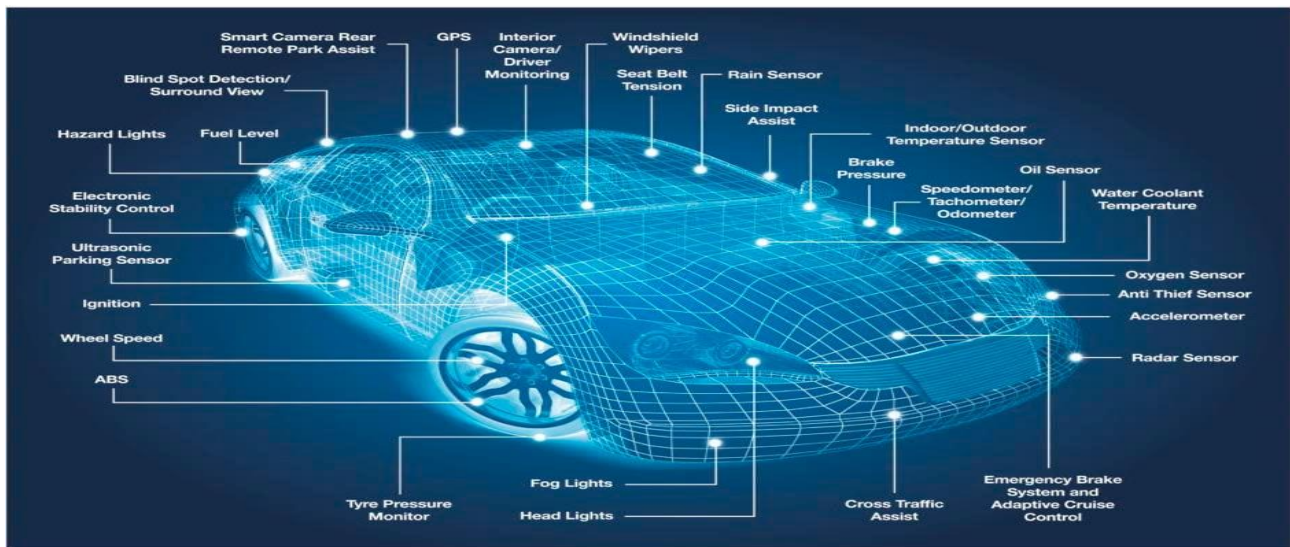 Smart Camera Rear
Remote Park Assist
GPS
Interior
Camera/
Driver
Monitoring
Windshield
Wipers
Seat Belt
Tension
Rain Sensor
Blind Spot Detection/
Surround View
Side Impact
Assist
Hazard Lights
Fuel Level
Indoor/Outdoor
Temperature Sensor
Brake
Pressure
Oil Sensor
Speedometer/
Tachometer/
Odometer
Water Coolant
Temperature
Electronic
Stability Control
Ultrasonic
Parking Sensor
Oxygen Sensor
Ignition
Anti Thief Sensor
Accelerometer
Wheel Speed
Radar Sensor
ABS
Tyre Pressure
Monitor
Fog Lights
Head Lights
Cross Traffic
Assist
Emergency Brake
System and
Adaptive Cruise
Control